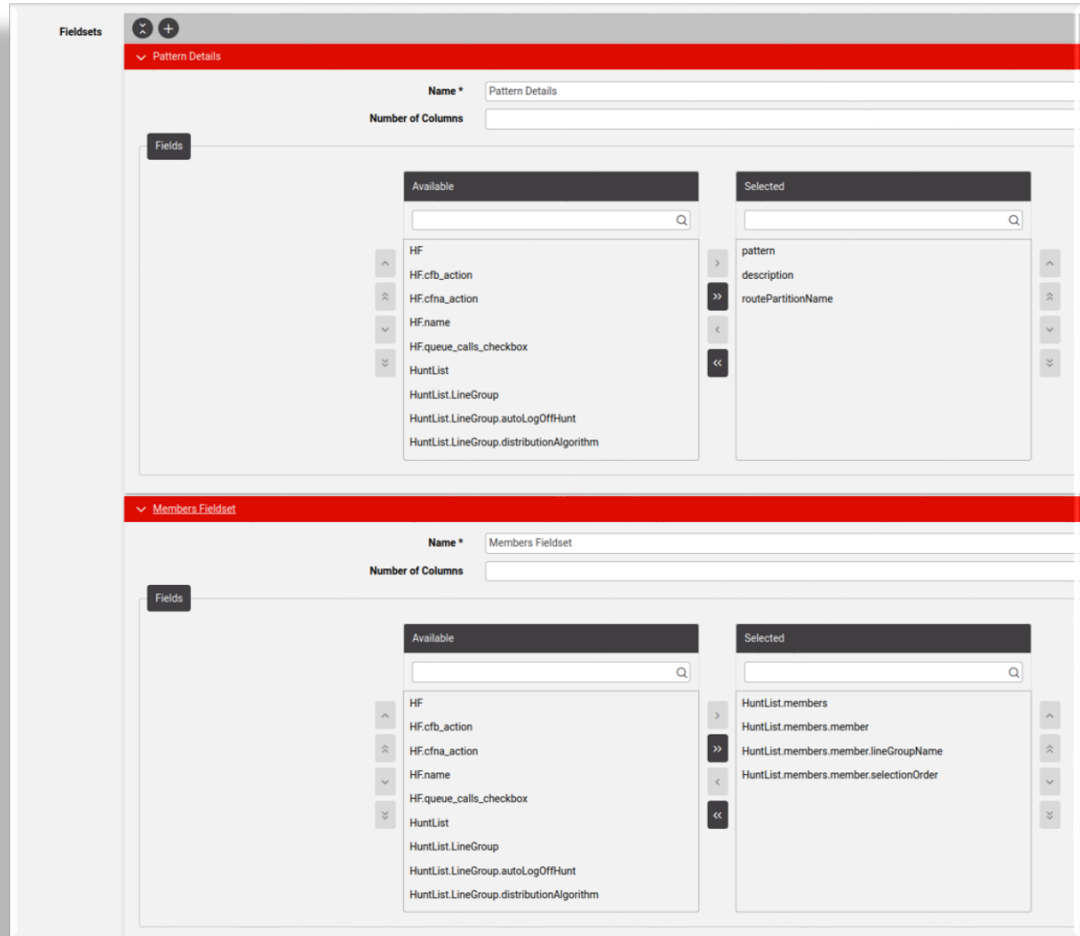 Fieldsets
Pattern Details
Name *
Pattern Details
Number of Columns
Fields
Available
Selected
HF
HF.cfb_action
HF.cfna_action
HF.name
HF.queue_calls_checkbox
HuntList
HuntList.LineGroup
HuntList.LineGroup.autoLogOffHunt
HuntList.LineGroup.distributionAlgorithm
pattern
description
routePartitionName
Members Fieldset
Name *
Members Fieldset
Number of Columns
Fields
Available
Selected
HF
HF.cfb_action
HF.cfna_action
HF.name
HF.queue_calls_checkbox
HuntList
HuntList.LineGroup
HuntList.LineGroup.autoLogOffHunt
HuntList.LineGroup.distributionAlgorithm
HuntList.members
HuntList.members.member
HuntList.members.member.lineGroupName
HuntList.members.member.selectionOrder